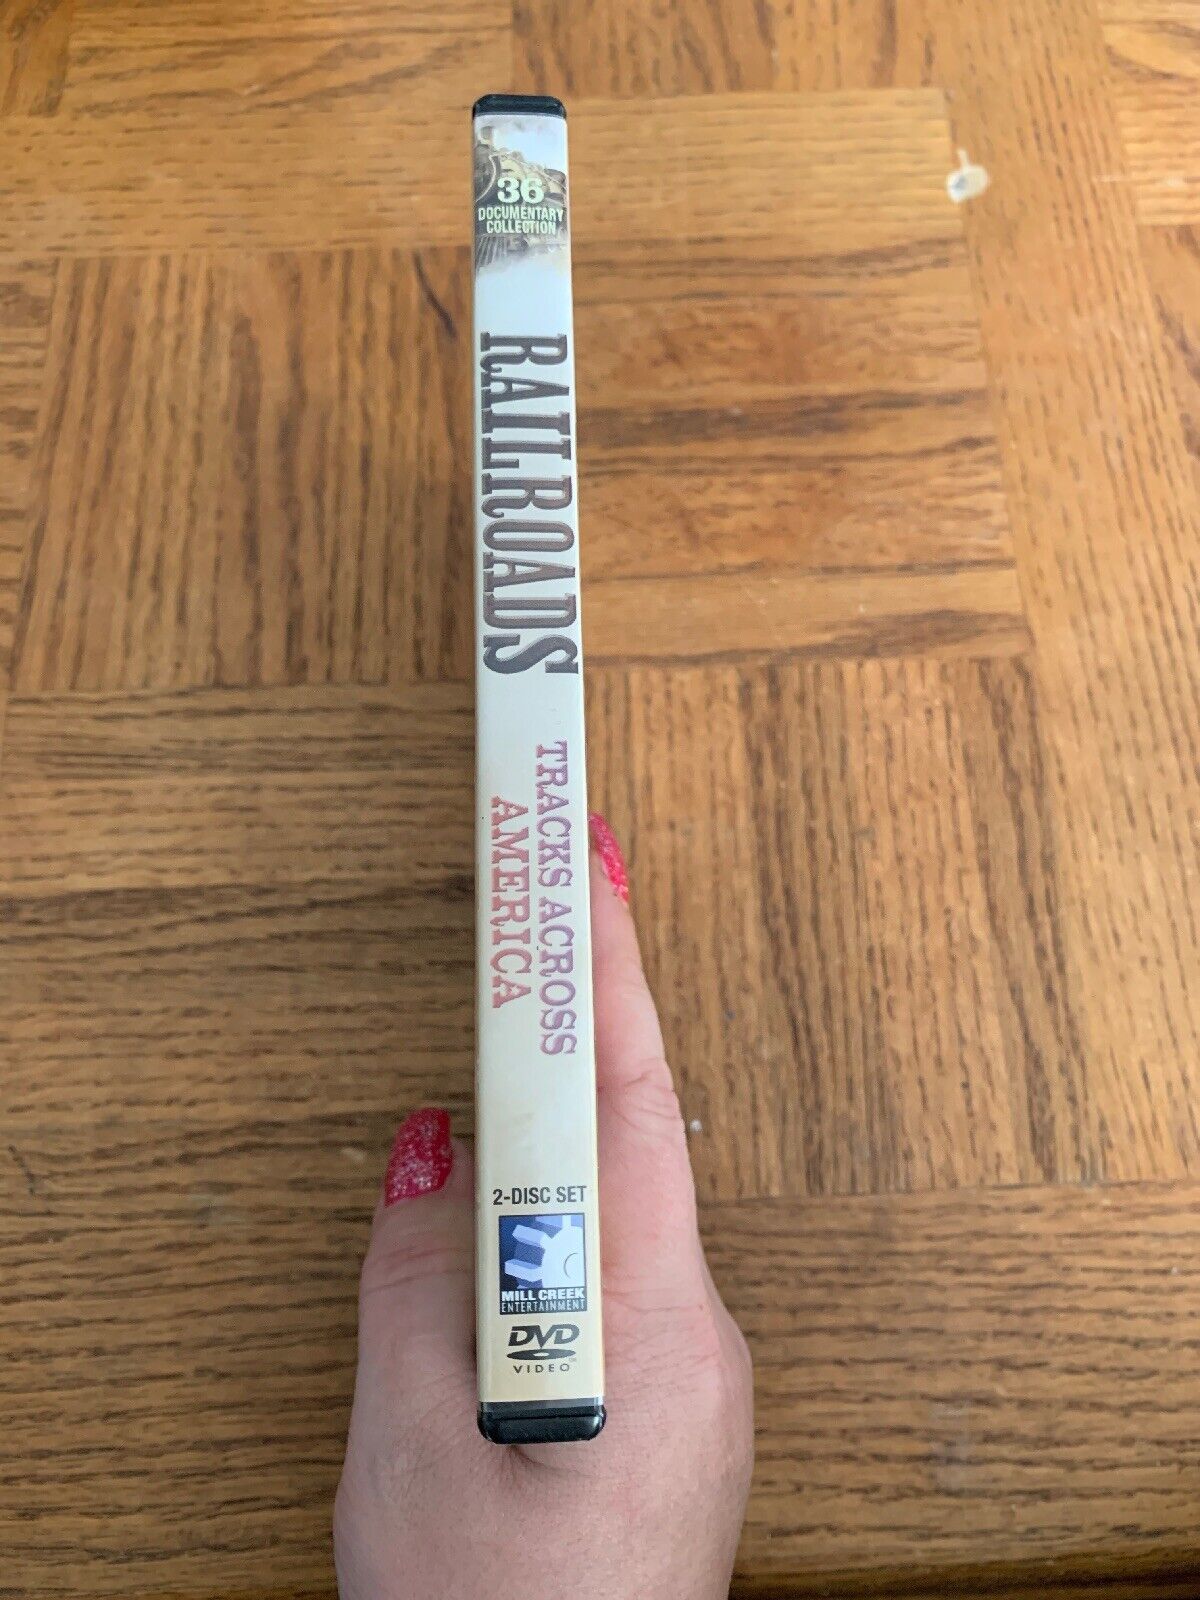 36
DOCUMENTARY
COLLECTION
RAILROADS
TRACKS ACROSS
AMERICA
2-DISC SET
MILL CREEK
ENTERTAINMENT
DVD
VIDEO